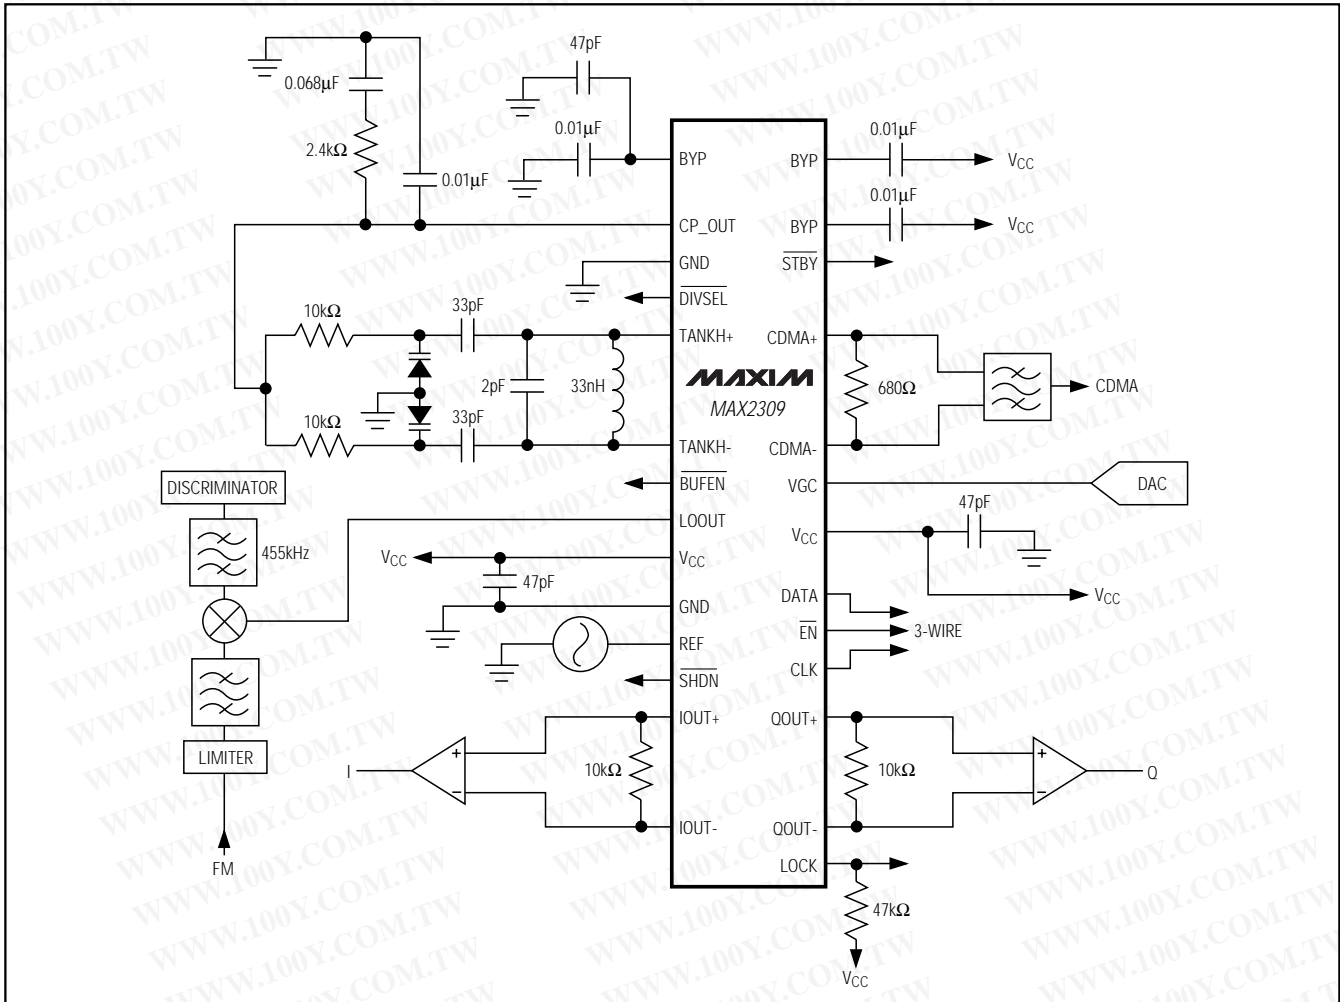 47pF
0.068μF
0.01μF
2.4kΩ
0.01μF
BYP
CP_OUT
GND
DIVSEL
10kΩ
33pF
TANKH+
2pF
33nH
10kΩ
33pF
TANKH-
BUFEN
DISCRIMINATOR
LOOUT
455kHz
VCC
VCC
47pF
GND
REF
SHDN
IOUT+
LIMITER
I
+
−
10kΩ
IOUT-
FM
MAXIM
MAX2309
0.01μF
BYP
VCC
0.01μF
BYP
VCC
STBY
CDMA+
680Ω
CDMA
CDMA-
VGC
DAC
47pF
VCC
VCC
DATA
EN
3-WIRE
CLK
QOUT+
10kΩ
+
−
Q
QOUT-
LOCK
47kΩ
VCC
WWW.100Y.COM.TW